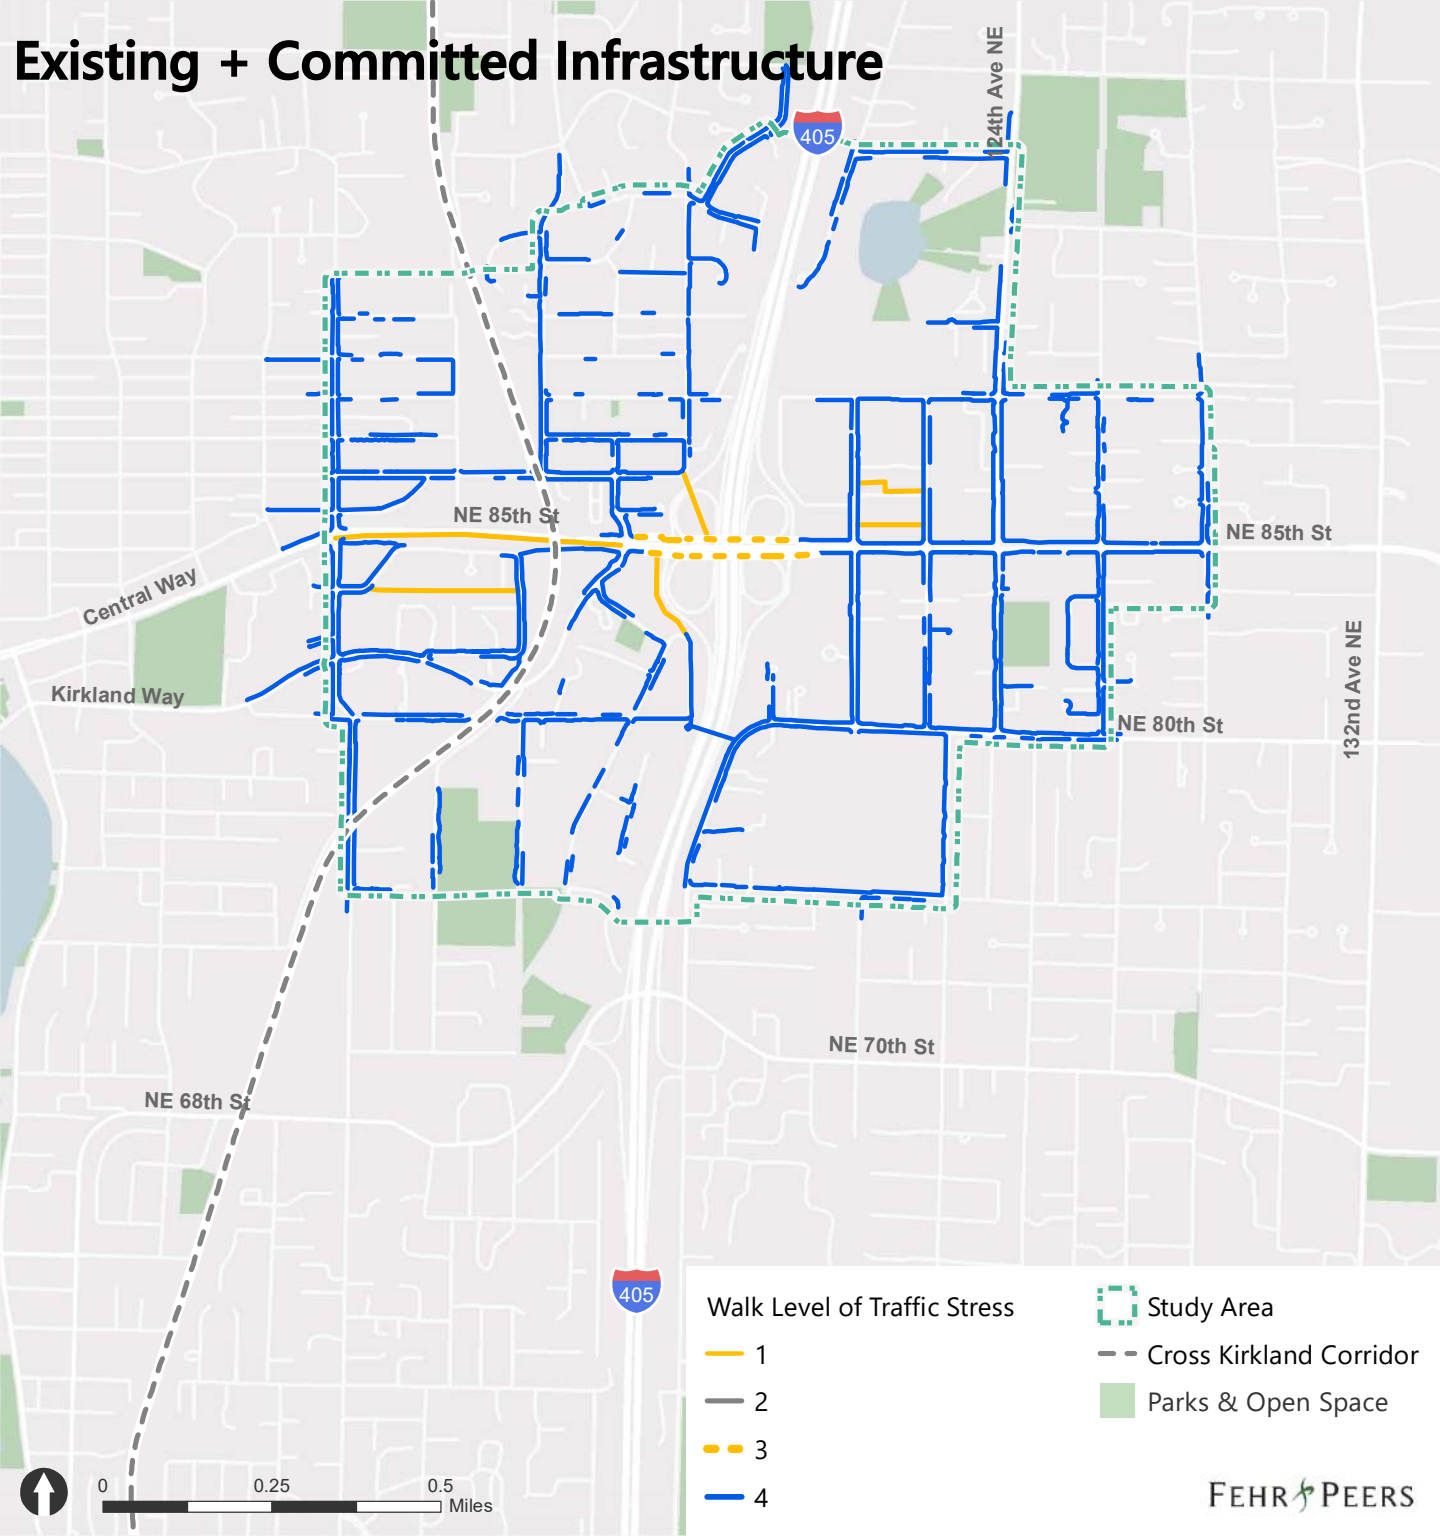 Existing + Committed Infrastructure
124th Ave NE
405
NE 85th St
NE 85th St
Central Way
Kirkland Way
132nd Ave NE
NE 80th St
NE 70th St
NE 68th St
405
Walk Level of Traffic Stress
1
2
3
4
Study Area
Cross Kirkland Corridor
Parks & Open Space
0 0.25 0.5
Miles
FEHR PEERS